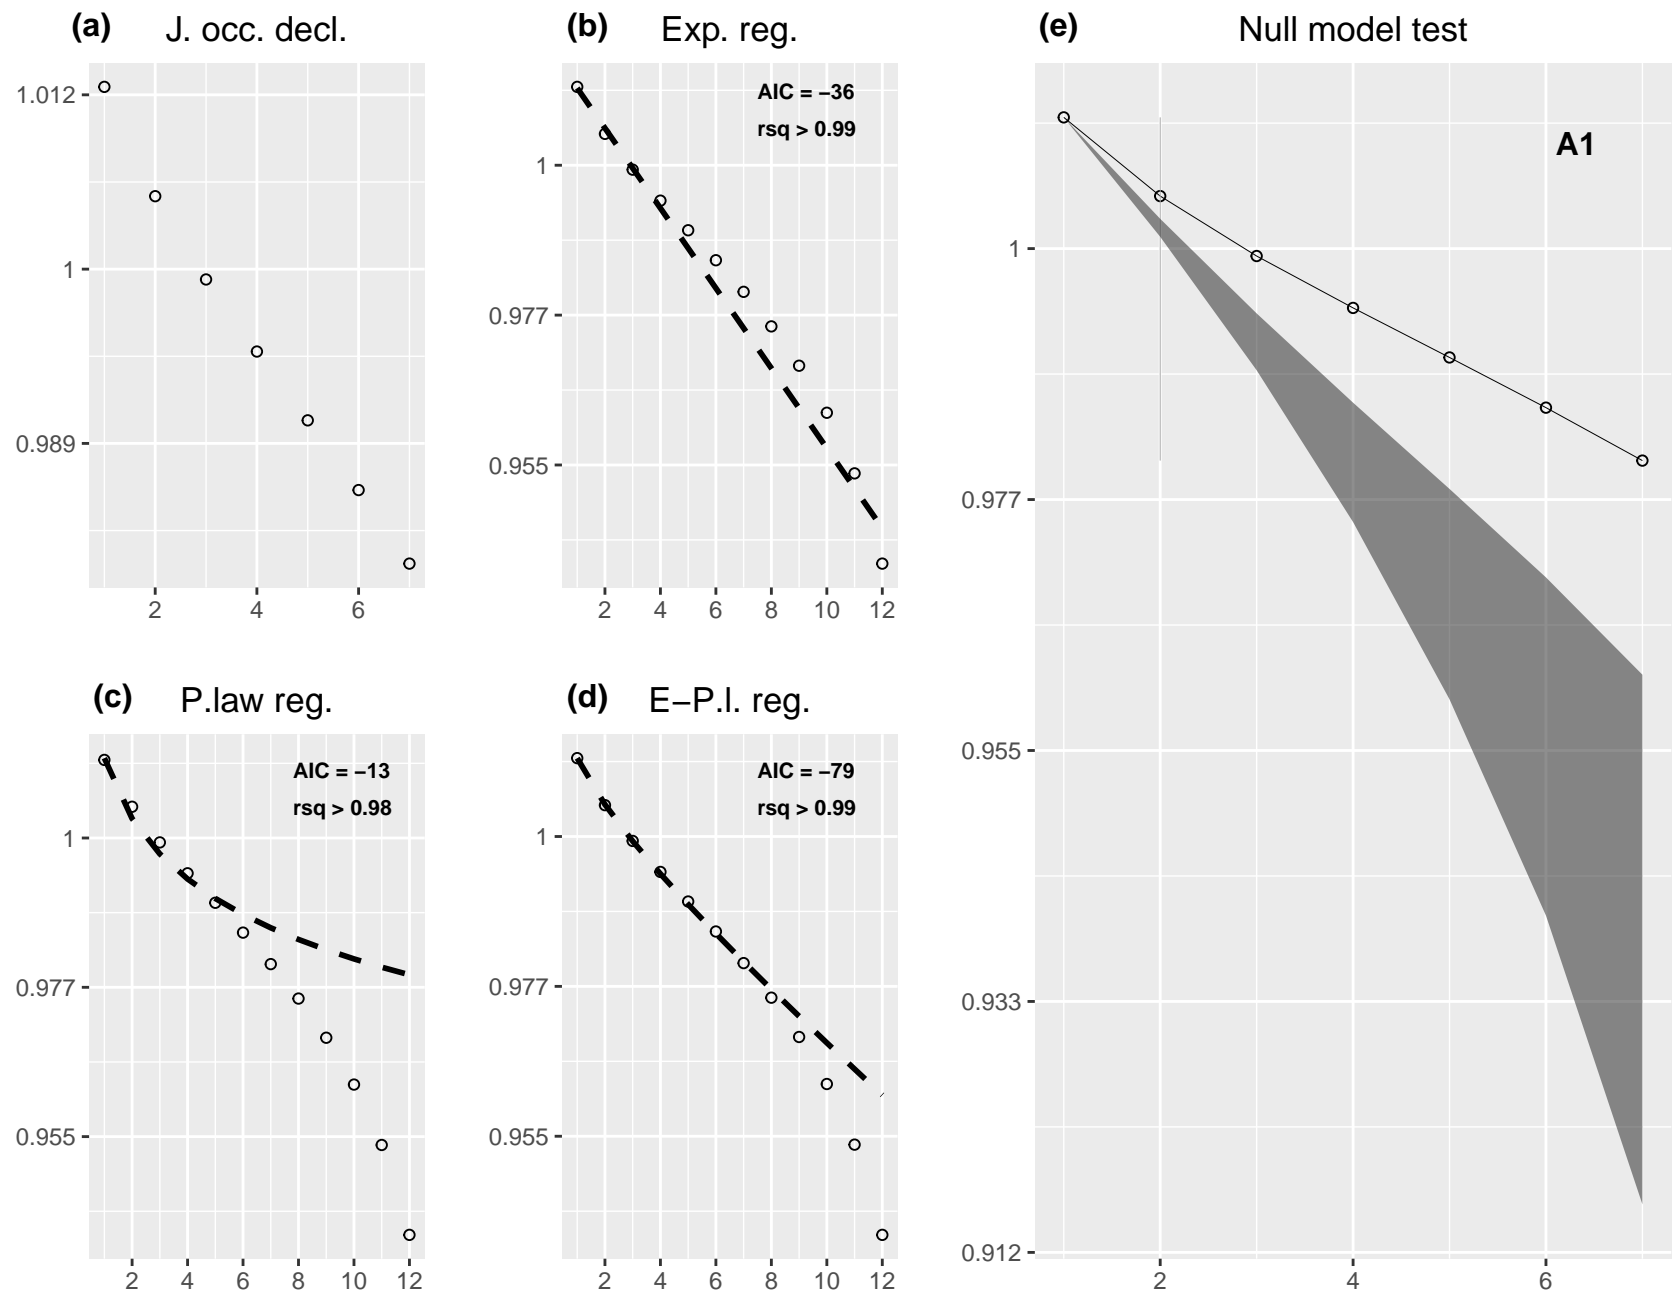 (a) J. occ. decl.
1.012
1
0.989
2 4 6
(b) Exp. reg.
AIC = −36
rsq > 0.99
1
0.977
0.955
2 4 6 8 10 12
(c) P.law reg.
AIC = −13
rsq > 0.98
1
0.977
0.955
2 4 6 8 10 12
(d) E−P.l. reg.
AIC = −79
rsq > 0.99
1
0.977
0.955
2 4 6 8 10 12
(e) Null model test
A1
1
0.977
0.955
0.933
0.912
2 4 6